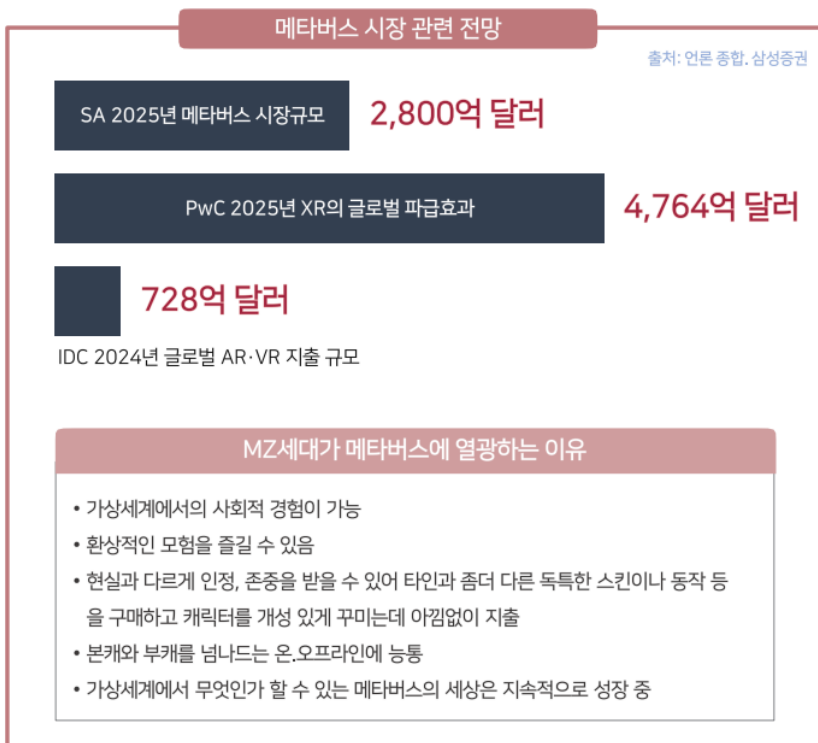 메타버스 시장 관련 전망
출처: 언론 종합. 삼성증권
SA 2025년 메타버스 시장규모
2,800억 달러
PwC 2025년 XR의 글로벌 파급효과
4,764억 달러
728억 달러
IDC 2024년 글로벌 AR·VR 지출 규모
MZ세대가 메타버스에 열광하는 이유
• 가상세계에서의 사회적 경험이 가능
• 환상적인 모험을 즐길 수 있음
• 현실과 다르게 인정, 존중을 받을 수 있어 타인과 좀더 다른 독특한 스킨이나 동작 등
을 구매하고 캐릭터를 개성 있게 꾸미는데 아낌없이 지출
• 본캐와 부캐를 넘나드는 온.오프라인에 능통
• 가상세계에서 무엇인가 할 수 있는 메타버스의 세상은 지속적으로 성장 중